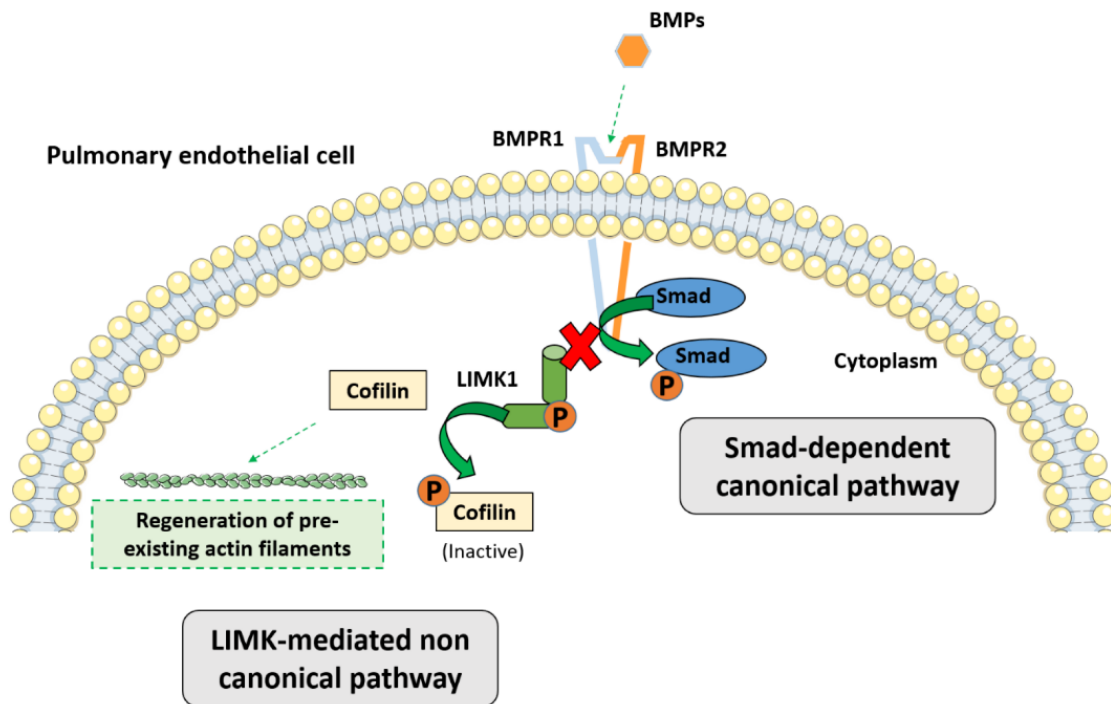 BMPs
BMPR1
BMPR2
Pulmonary endothelial cell
Smad
Smad
P
Cytoplasm
LIMK1
P
Cofilin
P
Cofilin
(Inactive)
Regeneration of pre-
existing actin filaments
Smad-dependent
canonical pathway
LIMK-mediated non
canonical pathway